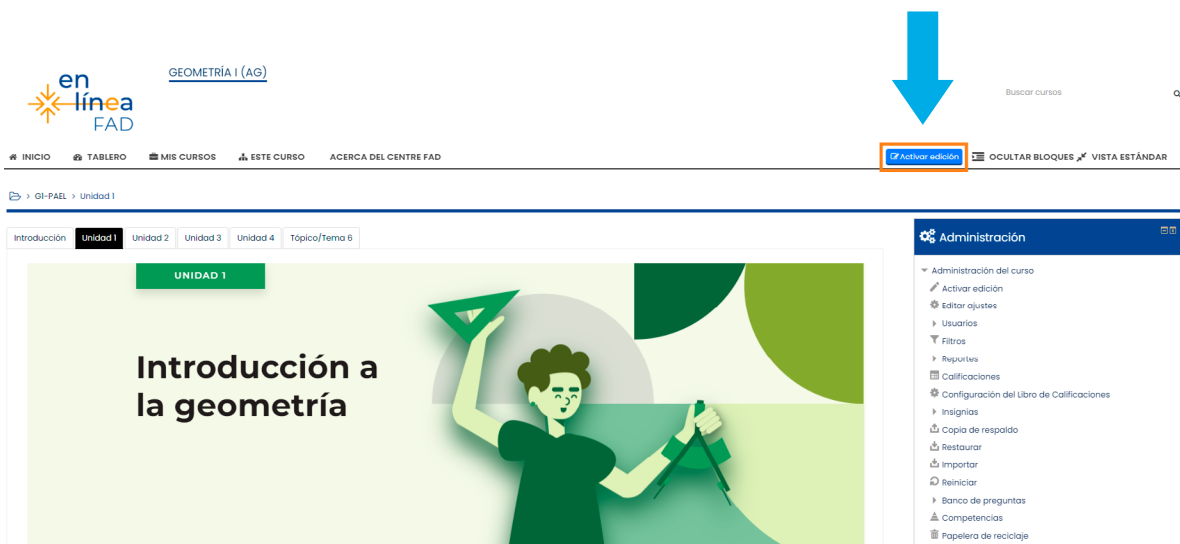 en
línea
FAD
GEOMETRÍA I (AG)
Buscar cursos
INICIO TABLERO MIS CURSOS ESTE CURSO ACERCA DEL CENTRE FAD
Activar edición OCULTAR BLOQUES VISTA ESTÁNDAR
> G1-PAEL > Unidad 1
Introducción Unidad 1 Unidad 2 Unidad 3 Unidad 4 Tópico/Tema 6
UNIDAD 1
Introducción a
la geometría
Administración
Administración del curso
Activar edición
Editar ajustes
Usuarios
Filtros
Reportes
Calificaciones
Configuración del Libro de Calificaciones
Insignias
Copia de respaldo
Restaurar
Importar
Reiniciar
Banco de preguntas
Competencias
Papelera de reciclaje